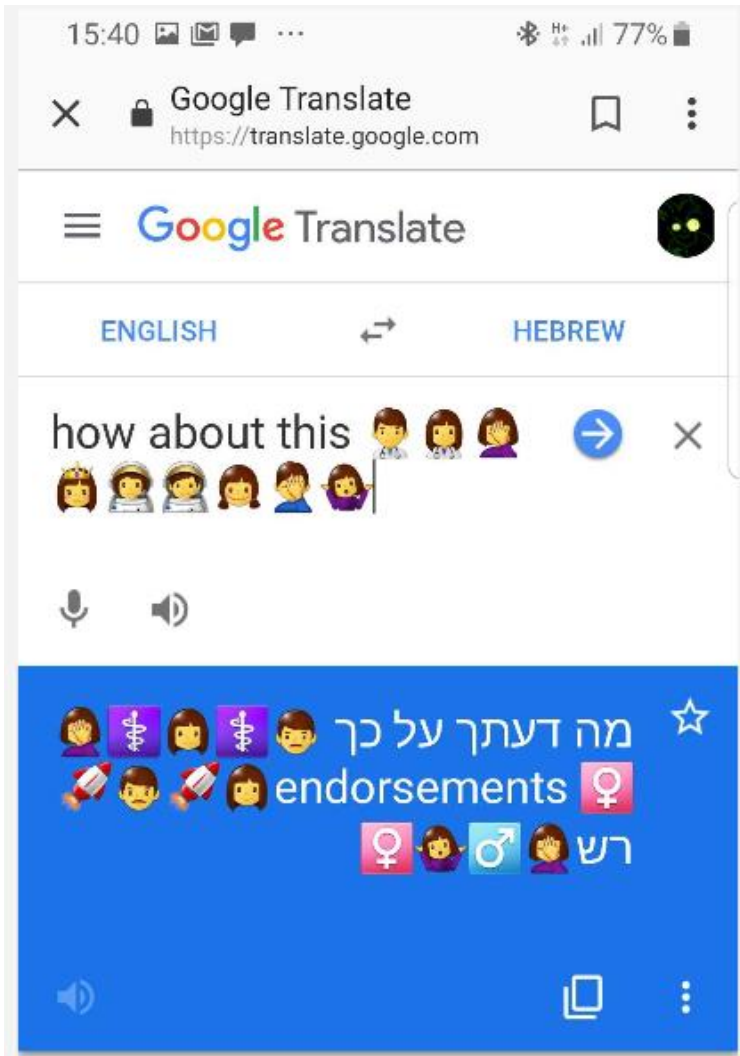 15:40 ... H+ 77%
Google Translate
https://translate.google.com
Google Translate
ENGLISH HEBREW
how about this 👨‍⚕️👩‍⚕️🤦‍♀️
👸👩‍🚀👨‍🚀👧🤦‍♂️🤷‍♀️
מה דעתך על כך 👨⚕️👩⚕️🤦
♀️ endorsements 👩🚀👨🚀
רש🤦♂️🤷♀️